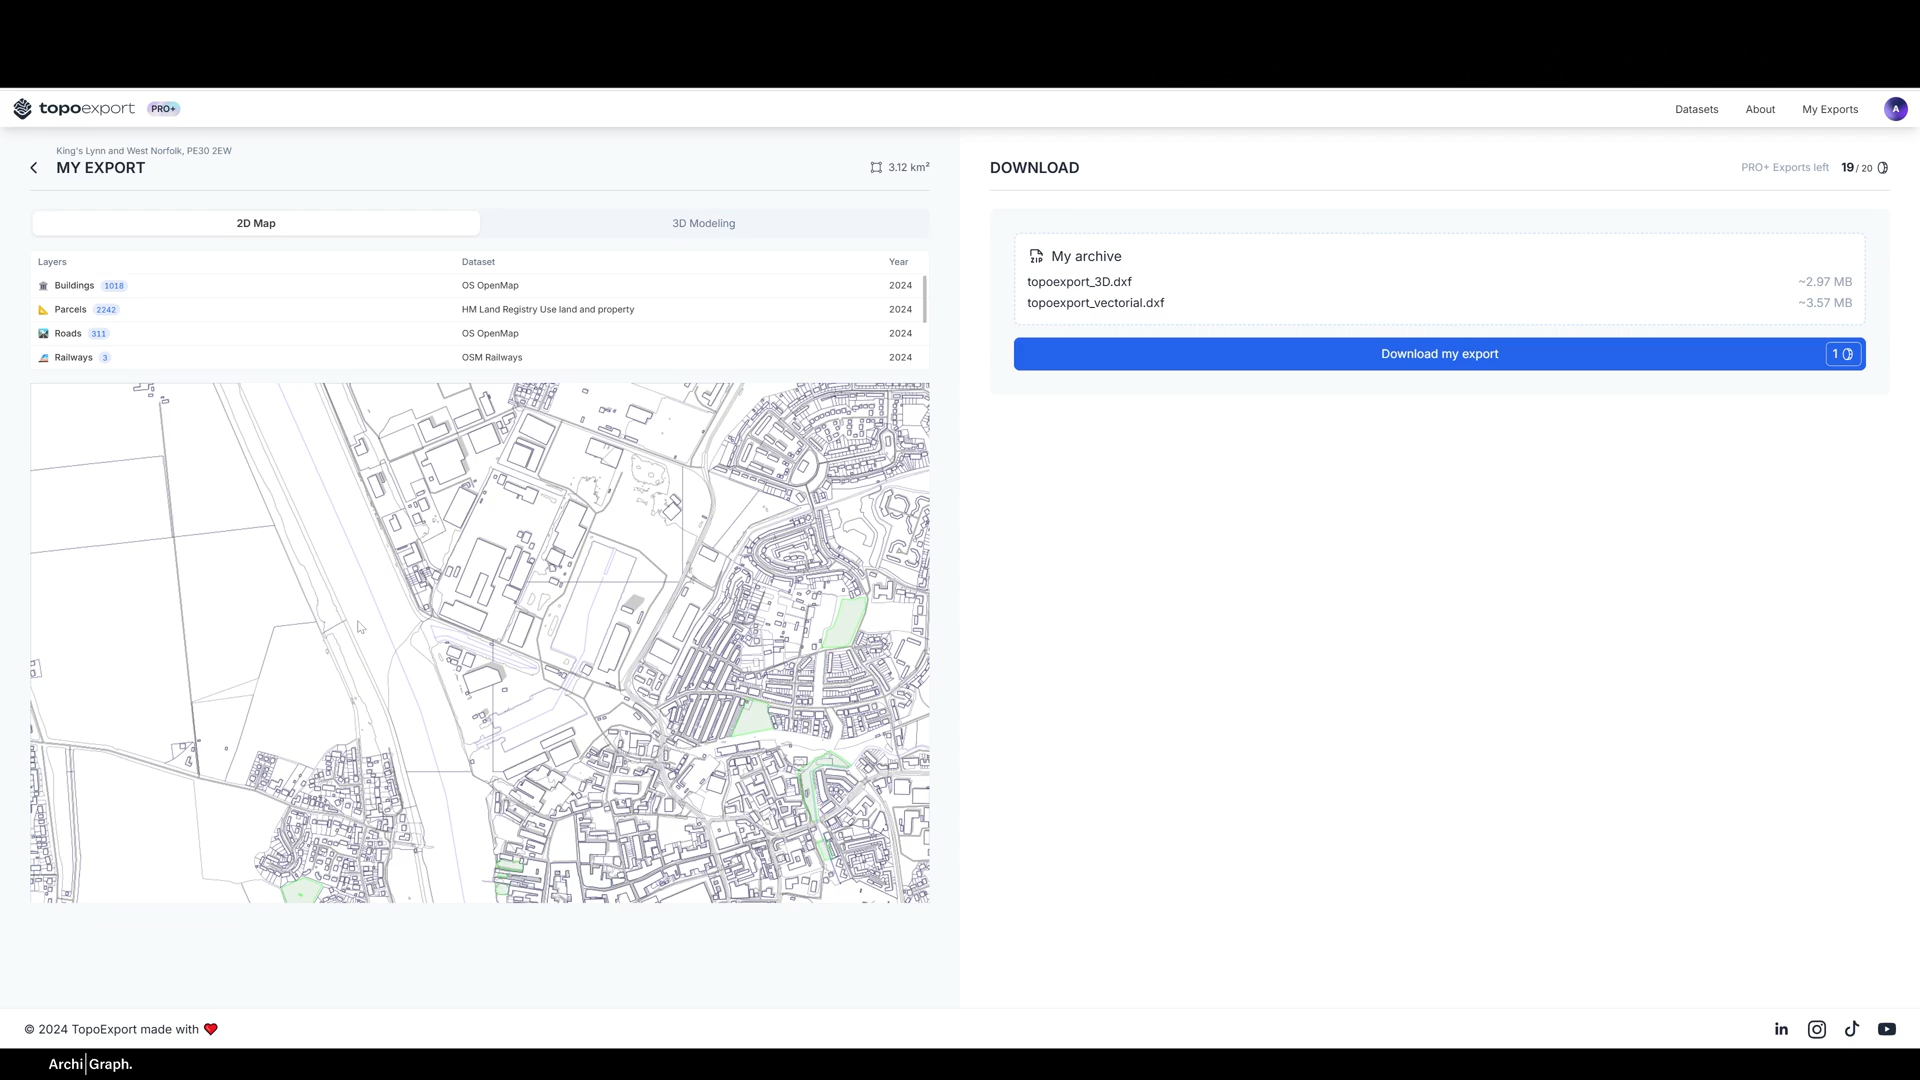 topoexport PRO+
Datasets About My Exports A
King's Lynn and West Norfolk, PE30 2EW
MY EXPORT
3.12 km²
2D Map
3D Modeling
Layers Dataset Year
Buildings 1018 OS OpenMap 2024
Parcels 2242 HM Land Registry Use land and property 2024
Roads 311 OS OpenMap 2024
Railways 3 OSM Railways 2024
DOWNLOAD
PRO+ Exports left 19 / 20
ZIP My archive
topoexport_3D.dxf ~2.97 MB
topoexport_vectorial.dxf ~3.57 MB
Download my export 1
© 2024 TopoExport made with ❤️
in
Archi|Graph.